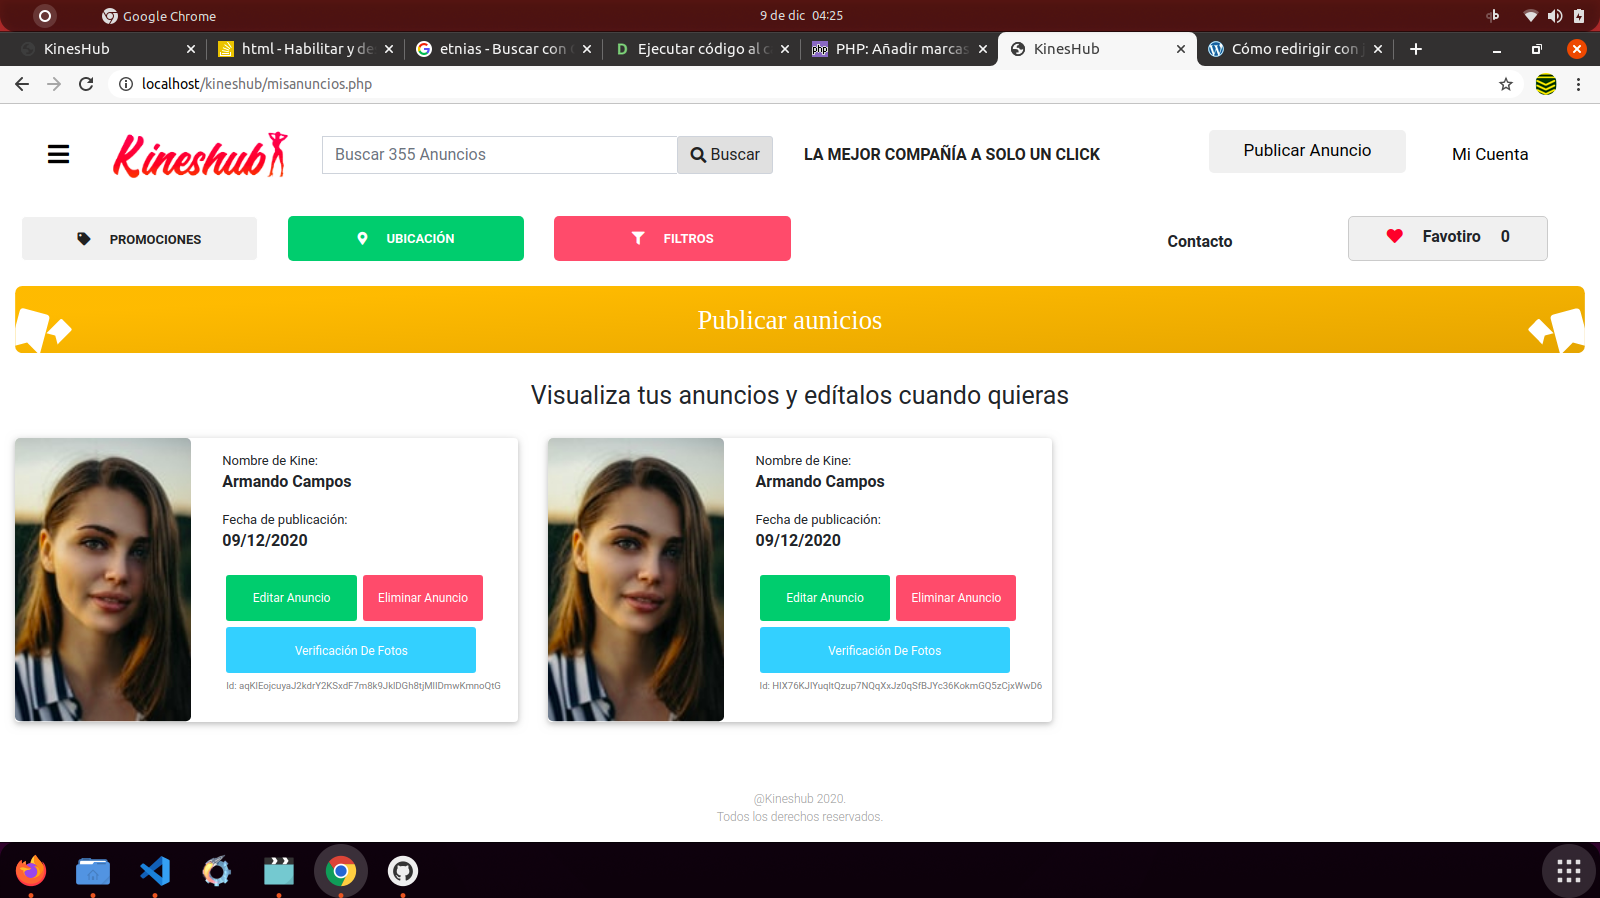 Google Chrome
9 de dic 04:25
KinesHub
html - Habilitar y de
etnias - Buscar con
Ejecutar código al c
PHP: Añadir marcas
KinesHub
Cómo redirigir con
localhost/kineshub/misanuncios.php
Kineshub
Buscar 355 Anuncios
Buscar
LA MEJOR COMPAÑÍA A SOLO UN CLICK
Publicar Anuncio
Mi Cuenta
PROMOCIONES
UBICACIÓN
FILTROS
Contacto
Favotiro 0
Publicar aunicios
Visualiza tus anuncios y edítalos cuando quieras
Nombre de Kine:
Armando Campos
Fecha de publicación:
09/12/2020
Editar Anuncio
Eliminar Anuncio
Verificación De Fotos
Nombre de Kine:
Armando Campos
Fecha de publicación:
09/12/2020
Editar Anuncio
Eliminar Anuncio
Verificación De Fotos
@Kineshub 2020.
Todos los derechos reservados.